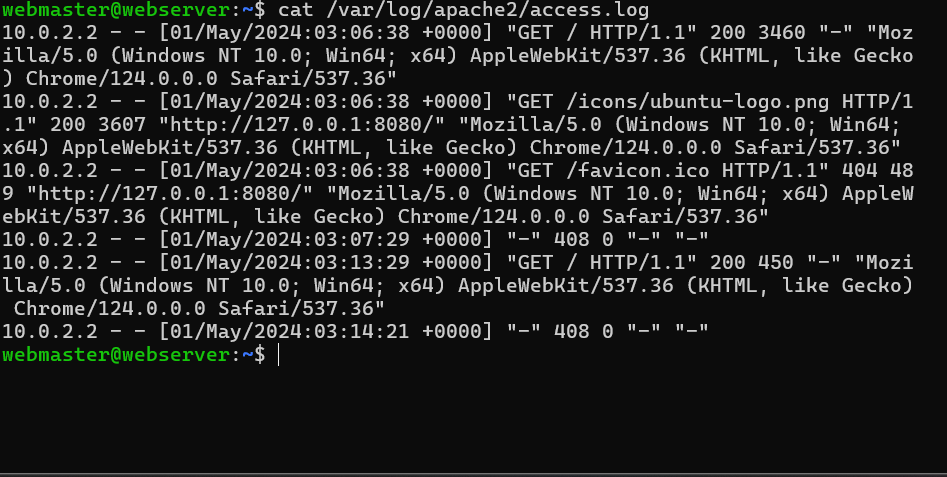 webmaster@webserver:~$ cat /var/log/apache2/access.log
10.0.2.2 - - [01/May/2024:03:06:38 +0000] "GET / HTTP/1.1" 200 3460 "-" "Moz
illa/5.0 (Windows NT 10.0; Win64; x64) AppleWebKit/537.36 (KHTML, like Gecko
) Chrome/124.0.0.0 Safari/537.36"
10.0.2.2 - - [01/May/2024:03:06:38 +0000] "GET /icons/ubuntu-logo.png HTTP/1
.1" 200 3607 "http://127.0.0.1:8080/" "Mozilla/5.0 (Windows NT 10.0; Win64; 
x64) AppleWebKit/537.36 (KHTML, like Gecko) Chrome/124.0.0.0 Safari/537.36"
10.0.2.2 - - [01/May/2024:03:06:38 +0000] "GET /favicon.ico HTTP/1.1" 404 48
9 "http://127.0.0.1:8080/" "Mozilla/5.0 (Windows NT 10.0; Win64; x64) AppleW
ebKit/537.36 (KHTML, like Gecko) Chrome/124.0.0.0 Safari/537.36"
10.0.2.2 - - [01/May/2024:03:07:29 +0000] "-" 408 0 "-" "-"
10.0.2.2 - - [01/May/2024:03:13:29 +0000] "GET / HTTP/1.1" 200 450 "-" "Mozi
lla/5.0 (Windows NT 10.0; Win64; x64) AppleWebKit/537.36 (KHTML, like Gecko)
 Chrome/124.0.0.0 Safari/537.36"
10.0.2.2 - - [01/May/2024:03:14:21 +0000] "-" 408 0 "-" "-"
webmaster@webserver:~$